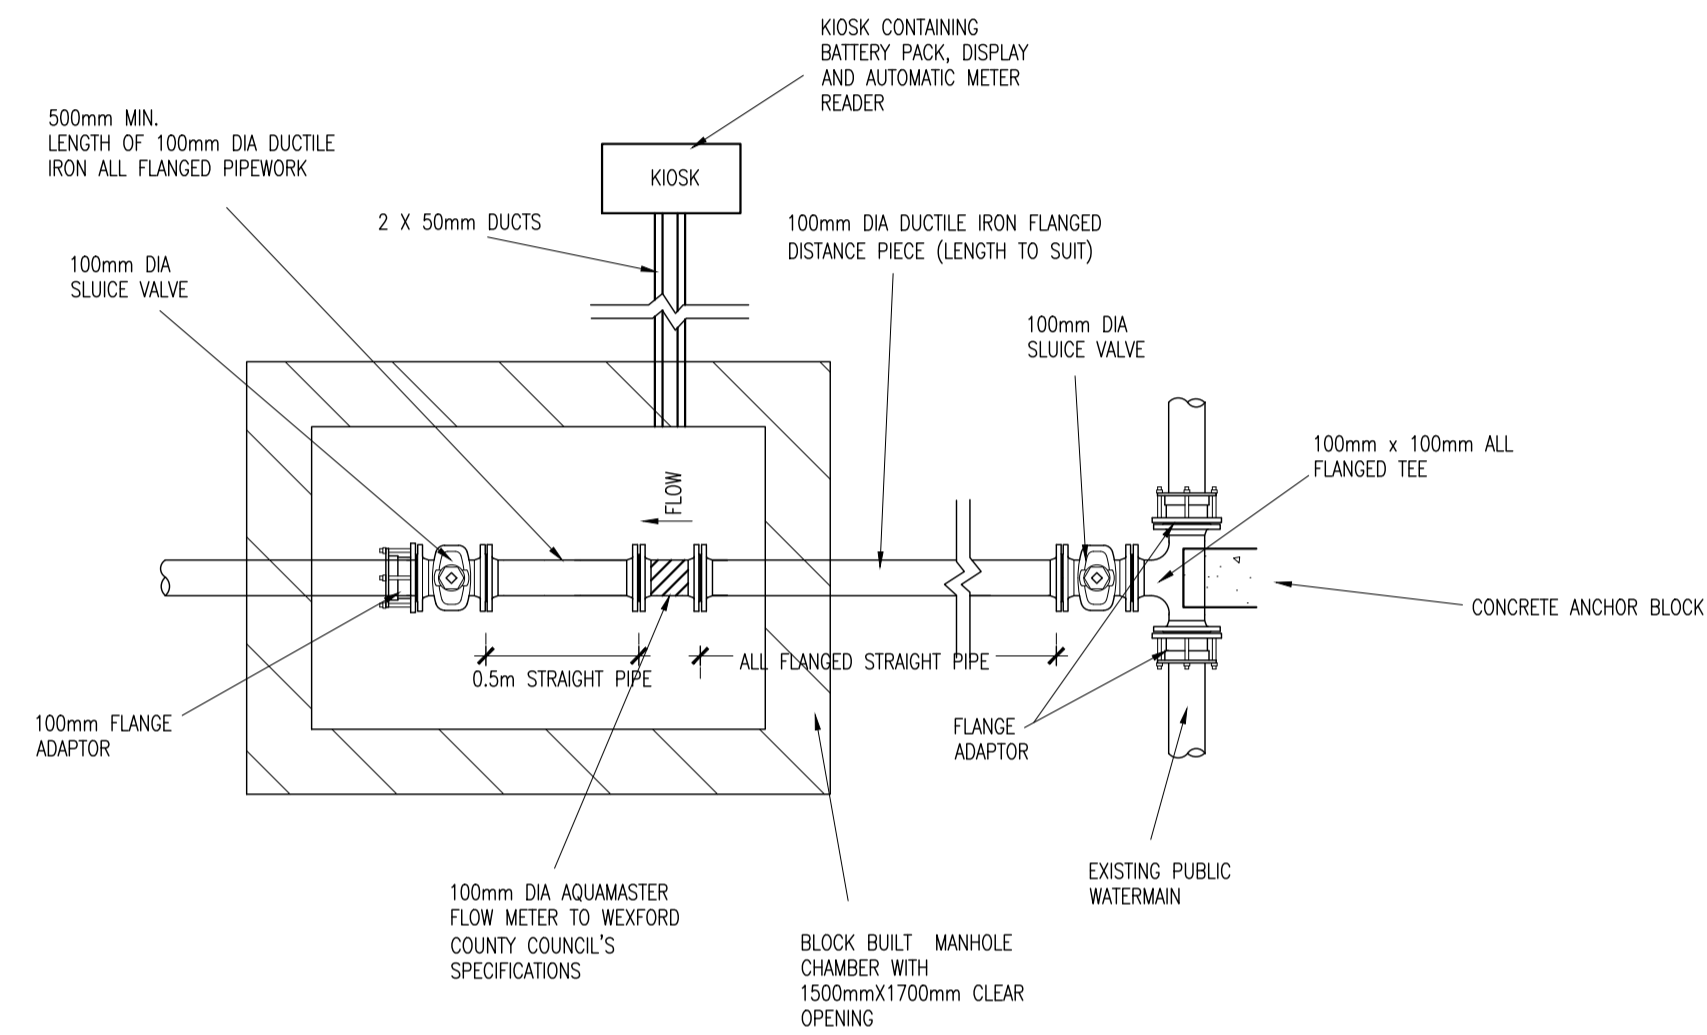 KIOSK CONTAINING
BATTERY PACK, DISPLAY
AND AUTOMATIC METER
READER
500mm MIN.
LENGTH OF 100mm DIA DUCTILE
IRON ALL FLANGED PIPEWORK
KIOSK
2 X 50mm DUCTS
100mm DIA DUCTILE IRON FLANGED
DISTANCE PIECE (LENGTH TO SUIT)
100mm DIA
SLUICE VALVE
100mm DIA
SLUICE VALVE
100mm x 100mm ALL
FLANGED TEE
FLOW
CONCRETE ANCHOR BLOCK
ALL FLANGED STRAIGHT PIPE
0.5m STRAIGHT PIPE
100mm FLANGE
ADAPTOR
FLANGE
ADAPTOR
EXISTING PUBLIC
WATERMAIN
100mm DIA AQUAMASTER
FLOW METER TO WEXFORD
COUNTY COUNCIL'S
SPECIFICATIONS
BLOCK BUILT MANHOLE
CHAMBER WITH
1500mmX1700mm CLEAR
OPENING